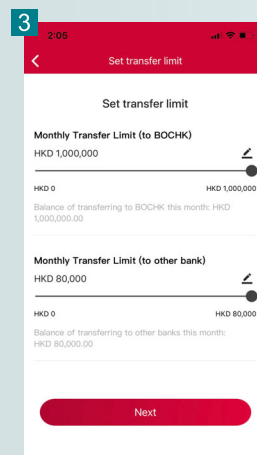 3
2:05
Set transfer limit
Set transfer limit
Monthly Transfer Limit (to BOCHK)
HKD 1,000,000
HKD 0 HKD 1,000,000
Balance of transferring to BOCHK this month: HKD
1,000,000.00
Monthly Transfer Limit (to other bank)
HKD 80,000
HKD 0 HKD 80,000
Balance of transferring to other banks this month:
HKD 80,000.00
Next